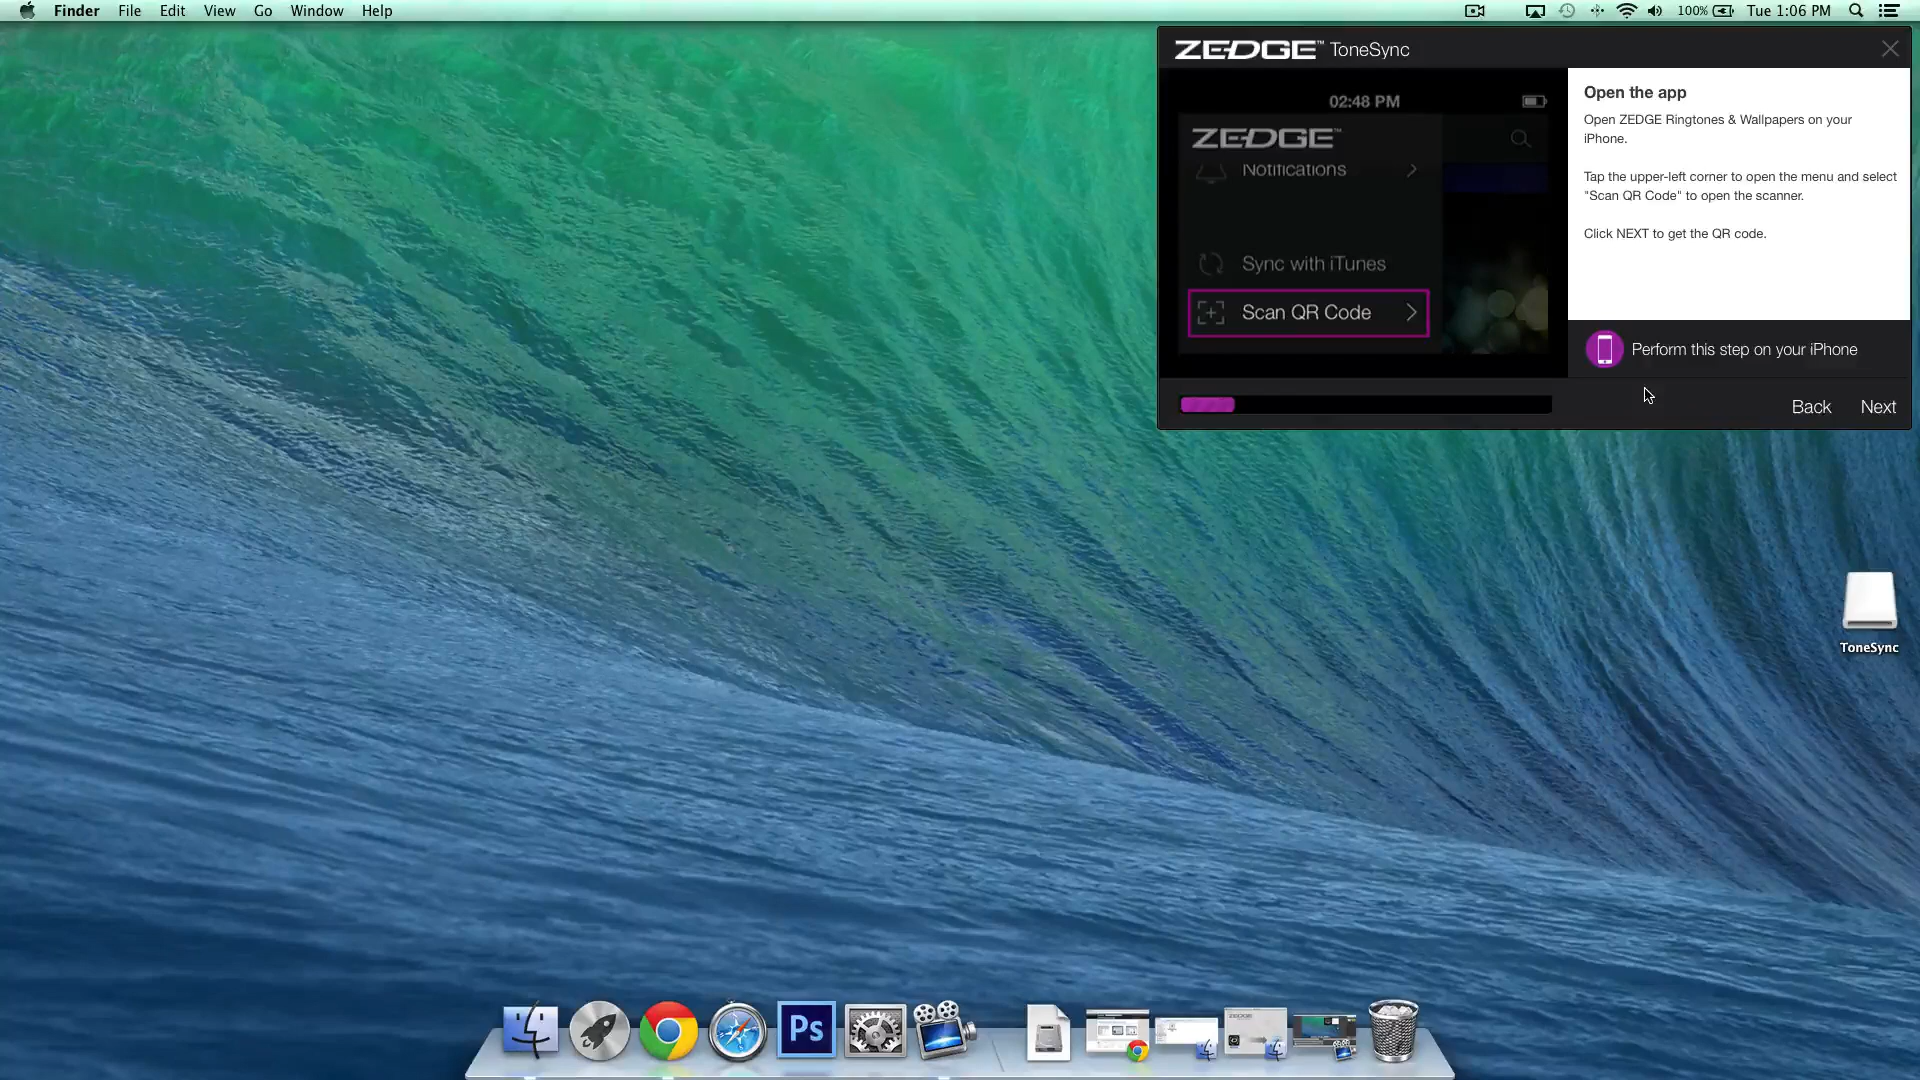 Finder File Edit View Go Window Help
100% Tue 1:06 PM
ZEDGE™ ToneSync
02:48 PM
ZEDGE™
Notifications
Sync with iTunes
Scan QR Code
Open the app
Open ZEDGE Ringtones & Wallpapers on your
iPhone.
Tap the upper-left corner to open the menu and select
"Scan QR Code" to open the scanner.
Click NEXT to get the QR code.
Perform this step on your iPhone
Back Next
ToneSync
Ps